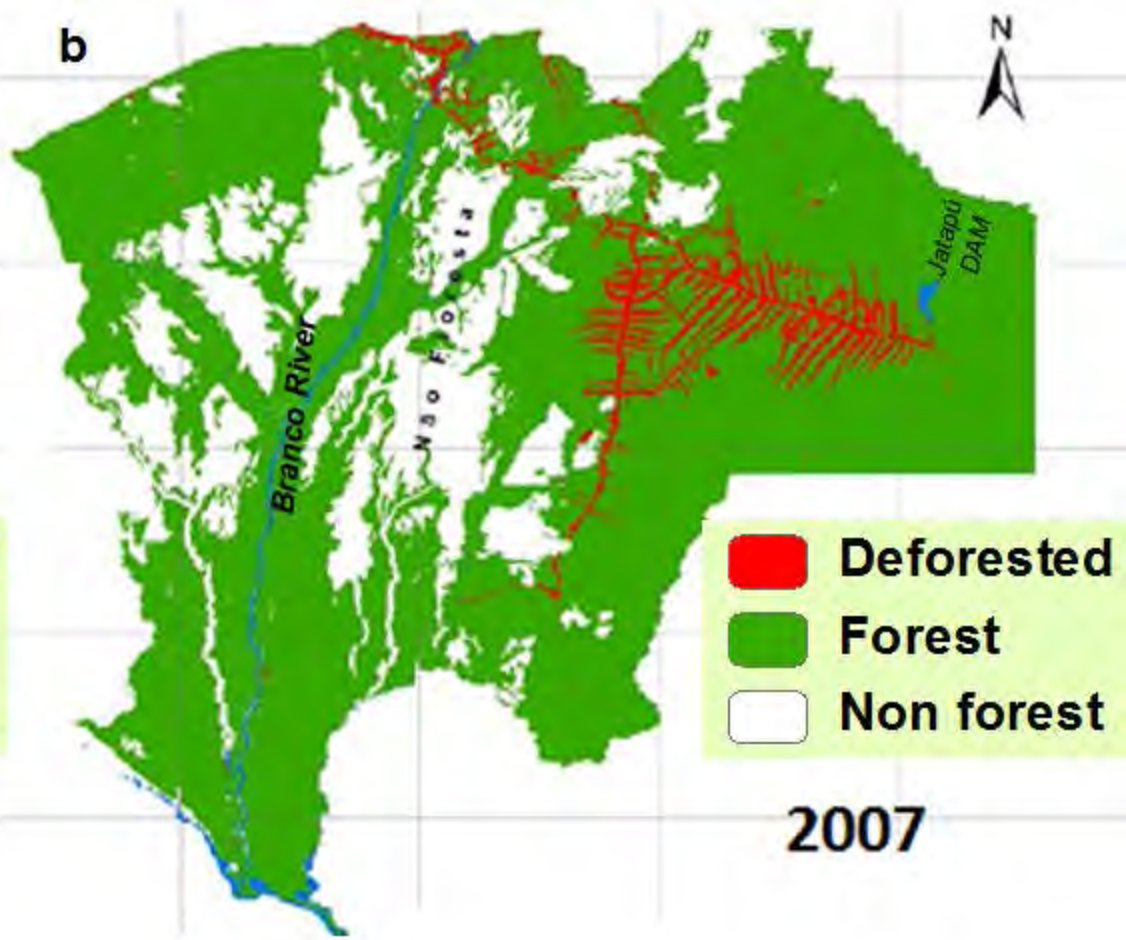 b
N
Jatapú
DAM
Não Floresta
Branco River
Deforested
Forest
Non forest
2007